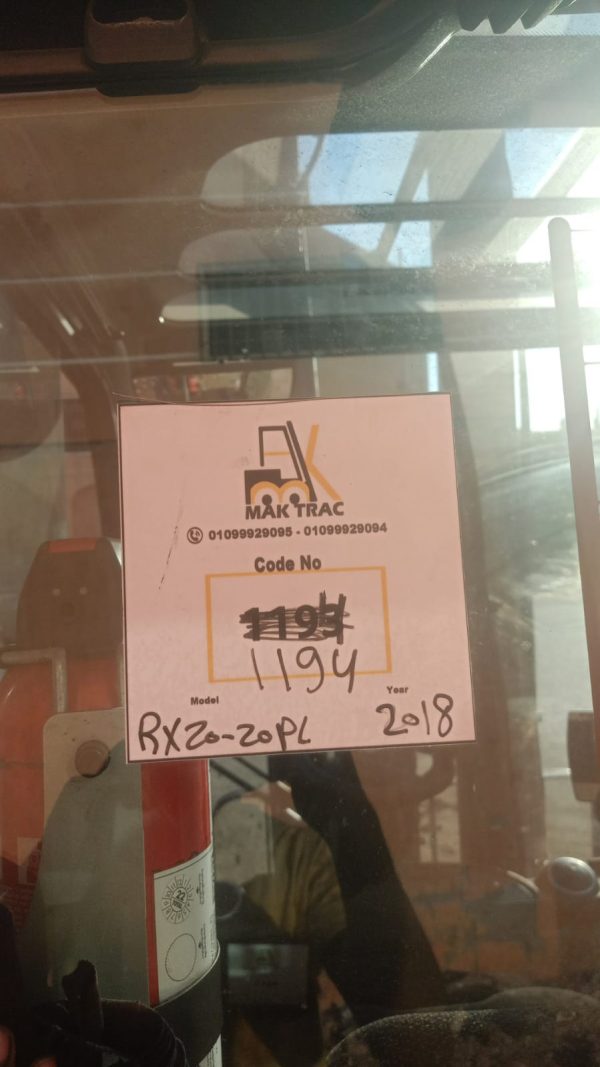 MAK TRAC
01099929095 - 01099929094
Code No
1193
1194
Model
Year
RX20-20PL
2018